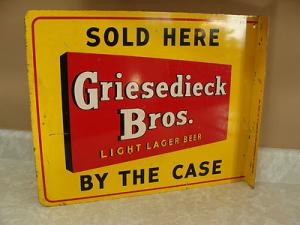 SOLD HERE
Griesedieck
Bros.
LIGHT LAGER BEER
BY THE CASE